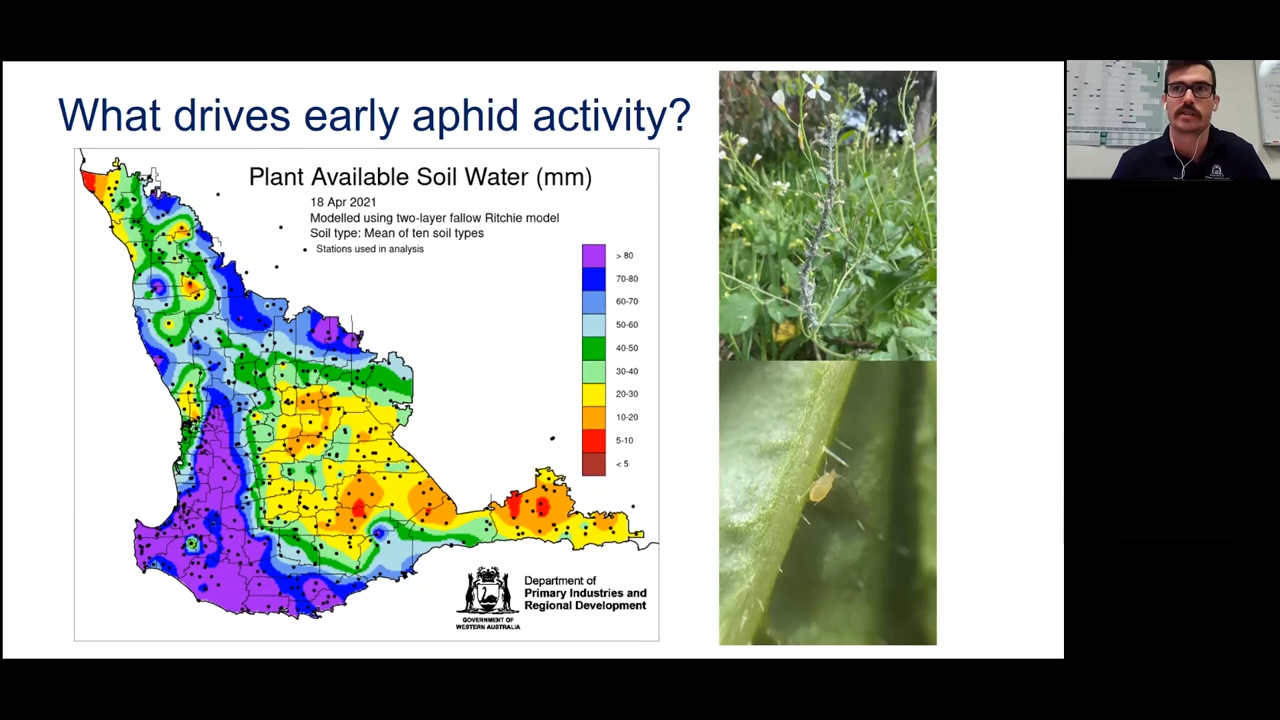 What drives early aphid activity?
Plant Available Soil Water (mm)
18 Apr 2021
Modelled using two-layer fallow Ritchie model
Soil type: Mean of ten soil types
Stations used in analysis
> 80
70-80
60-70
50-60
40-50
30-40
20-30
10-20
5-10
< 5
Department of
Primary Industries and
Regional Development
GOVERNMENT OF
WESTERN AUSTRALIA